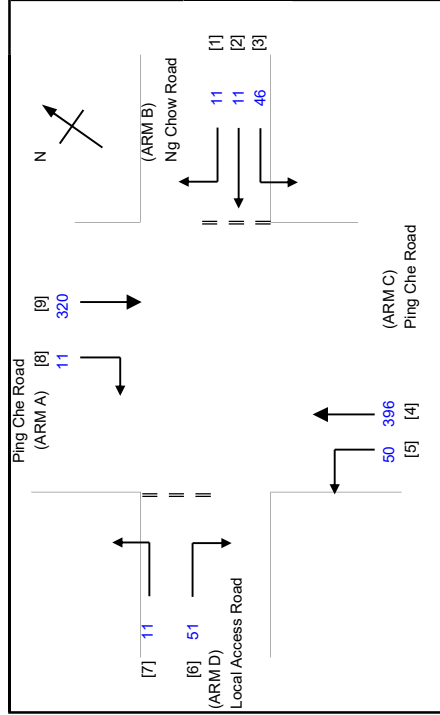 Ping Che Road
(ARM A)
[8]
11
[9]
320
N
(ARM B)
Ng Chow Road
11
[1]
11
[2]
46
[3]
[7]
11
[6]
51
(ARM D)
Local Access Road
50
[5]
396
[4]
(ARM C)
Ping Che Road